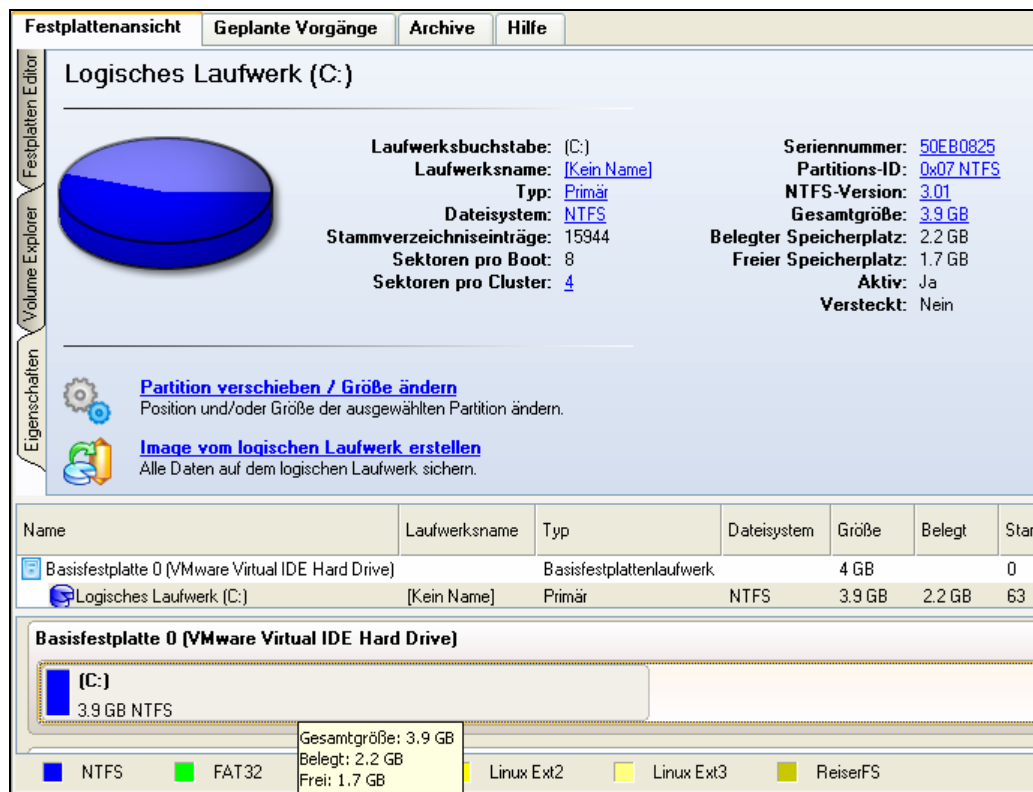 Festplattenansicht Geplante Vorgänge Archive Hilfe
Festplatten Editor
Volume Explorer
Eigenschaften
Logisches Laufwerk (C:)
Laufwerksbuchstabe: (C:) Seriennummer: 50EB0825
Laufwerksname: [Kein Name] Partitions-ID: 0x07 NTFS
Typ: Primär NTFS-Version: 3.01
Dateisystem: NTFS Gesamtgröße: 3.9 GB
Stammverzeichniseinträge: 15944 Belegter Speicherplatz: 2.2 GB
Sektoren pro Boot: 8 Freier Speicherplatz: 1.7 GB
Sektoren pro Cluster: 4 Aktiv: Ja
Versteckt: Nein
Partition verschieben / Größe ändern
Position und/oder Größe der ausgewählten Partition ändern.
Image vom logischen Laufwerk erstellen
Alle Daten auf dem logischen Laufwerk sichern.
Name Laufwerksname Typ Dateisystem Größe Belegt Star
Basisfestplatte 0 (VMware Virtual IDE Hard Drive) Basisfestplattenlaufwerk 4 GB 0
Logisches Laufwerk (C:) [Kein Name] Primär NTFS 3.9 GB 2.2 GB 63
Basisfestplatte 0 (VMware Virtual IDE Hard Drive)
(C:)
3.9 GB NTFS
Gesamtgröße: 3.9 GB
Belegt: 2.2 GB
Frei: 1.7 GB
NTFS FAT32 Linux Ext2 Linux Ext3 ReiserFS